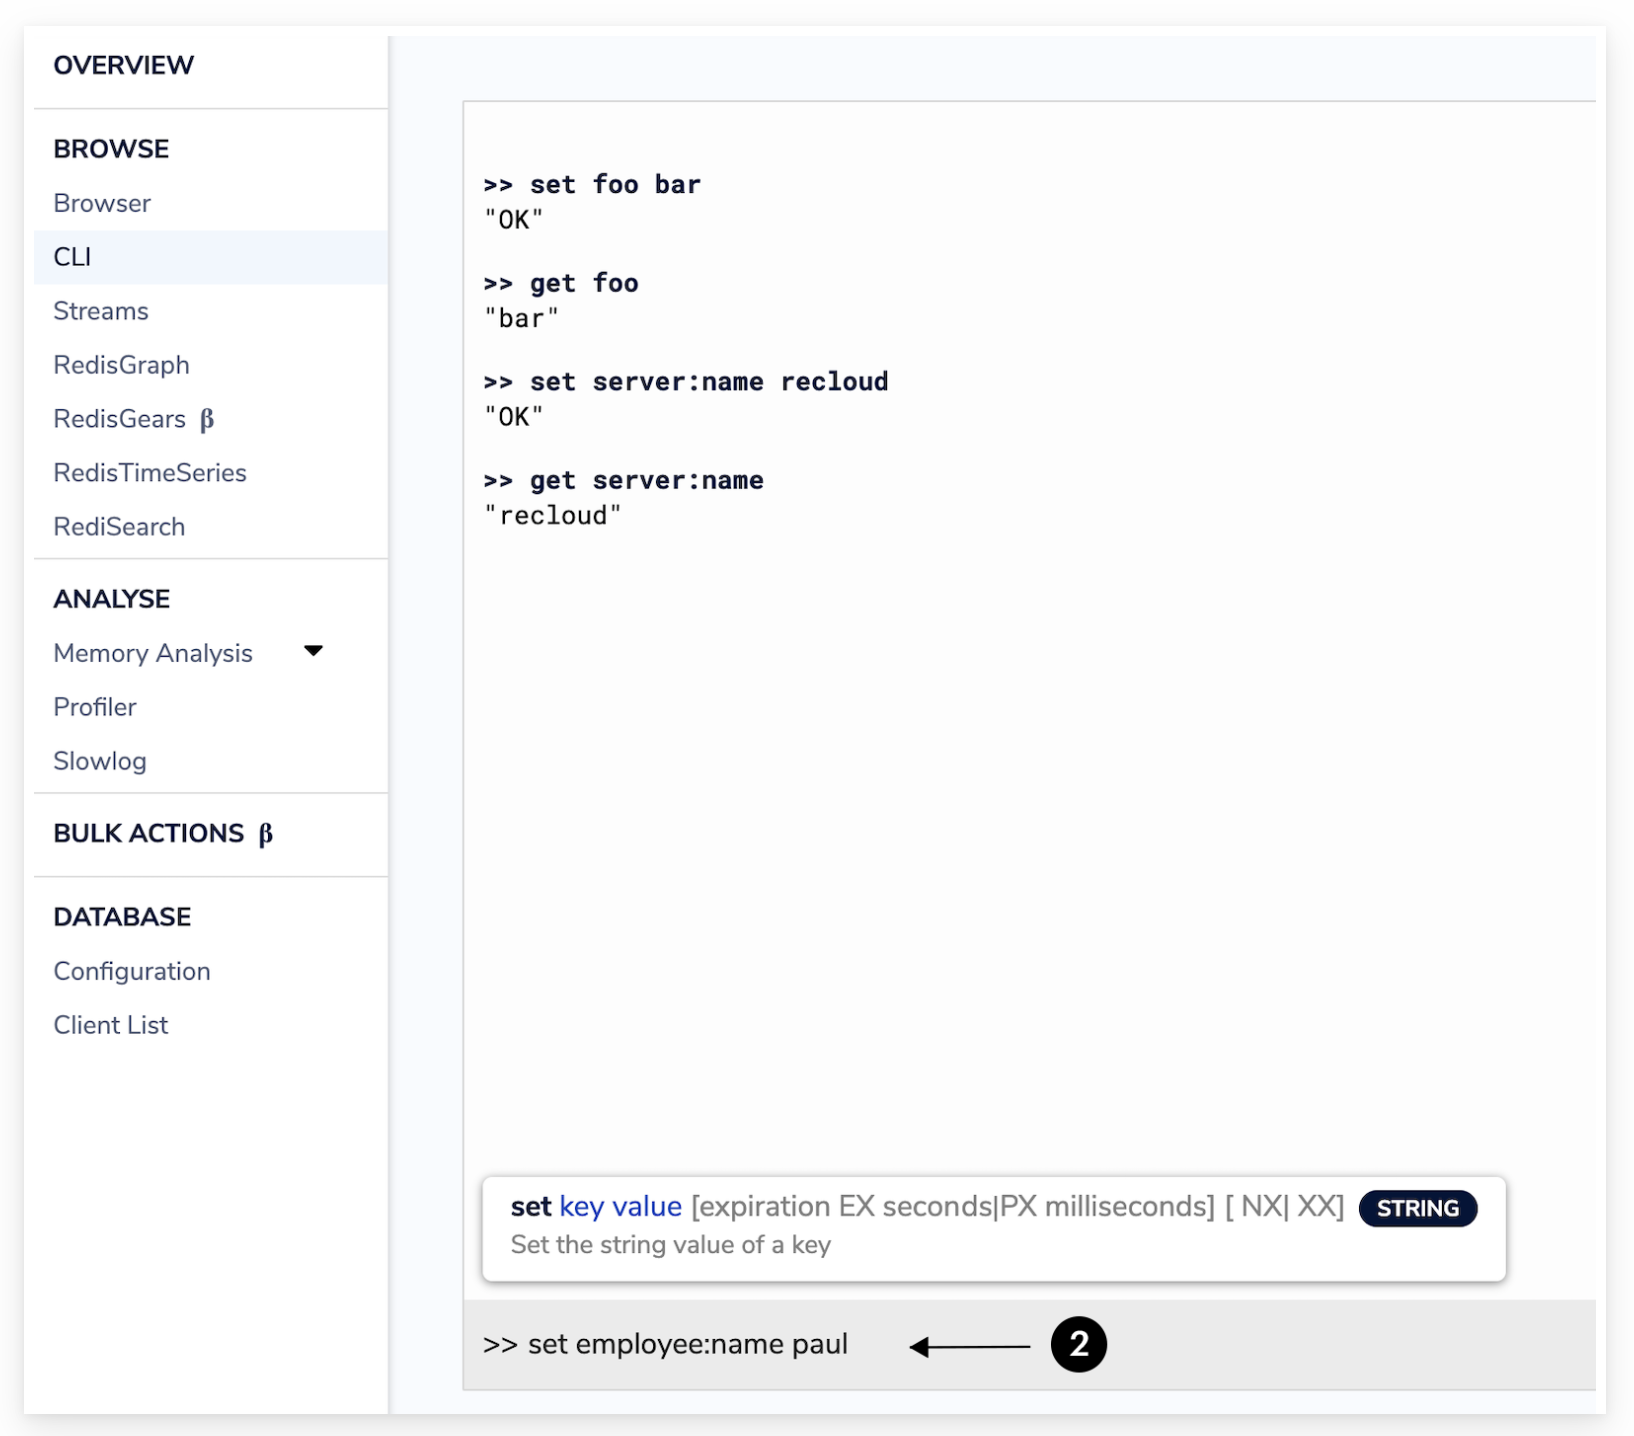 OVERVIEW
BROWSE
Browser
CLI
Streams
RedisGraph
RedisGears β
RedisTimeSeries
RediSearch
ANALYSE
Memory Analysis
Profiler
Slowlog
BULK ACTIONS β
DATABASE
Configuration
Client List
>> set foo bar
"OK"
>> get foo
"bar"
>> set server:name recloud
"OK"
>> get server:name
"recloud"
set key value [expiration EX seconds|PX milliseconds] [ NX| XX] STRING
Set the string value of a key
>> set employee:name paul 2